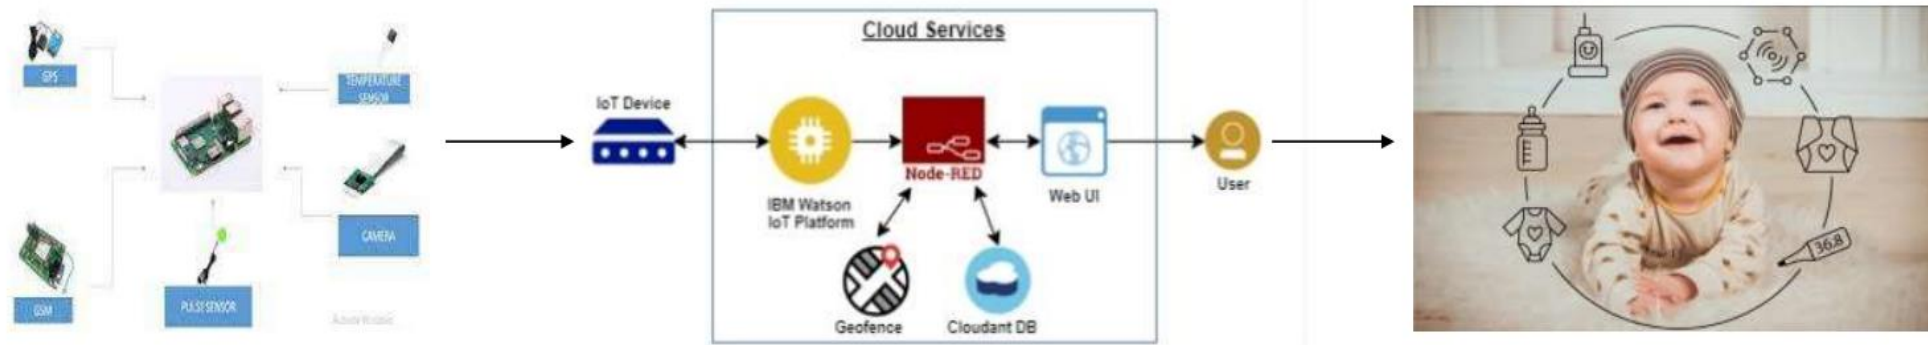 GPS
TEMPERATURE
SENSOR
CAMERA
GSM
PULSE SENSOR
IoT Device
Cloud Services
IBM Watson
IoT Platform
Node-RED
Web UI
User
Geofence
Cloudant DB
36.8